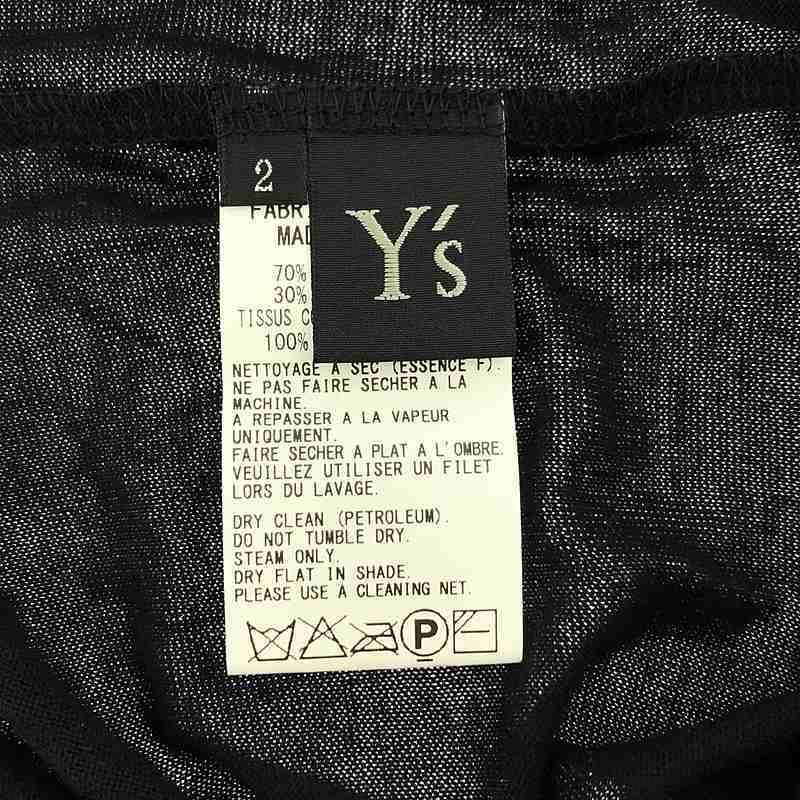 2
Y's
70%
30%
TISSUS
100%
NETTOYAGE A SEC (ESSENCE F).
NE PAS FAIRE SECHER A LA
MACHINE.
A REPASSER A LA VAPEUR
UNIQUEMENT.
FAIRE SECHER A PLAT A L'OMBRE.
VEUILLEZ UTILISER UN FILET
LORS DU LAVAGE.
DRY CLEAN (PETROLEUM).
DO NOT TUMBLE DRY.
STEAM ONLY.
DRY FLAT IN SHADE.
PLEASE USE A CLEANING NET.
P